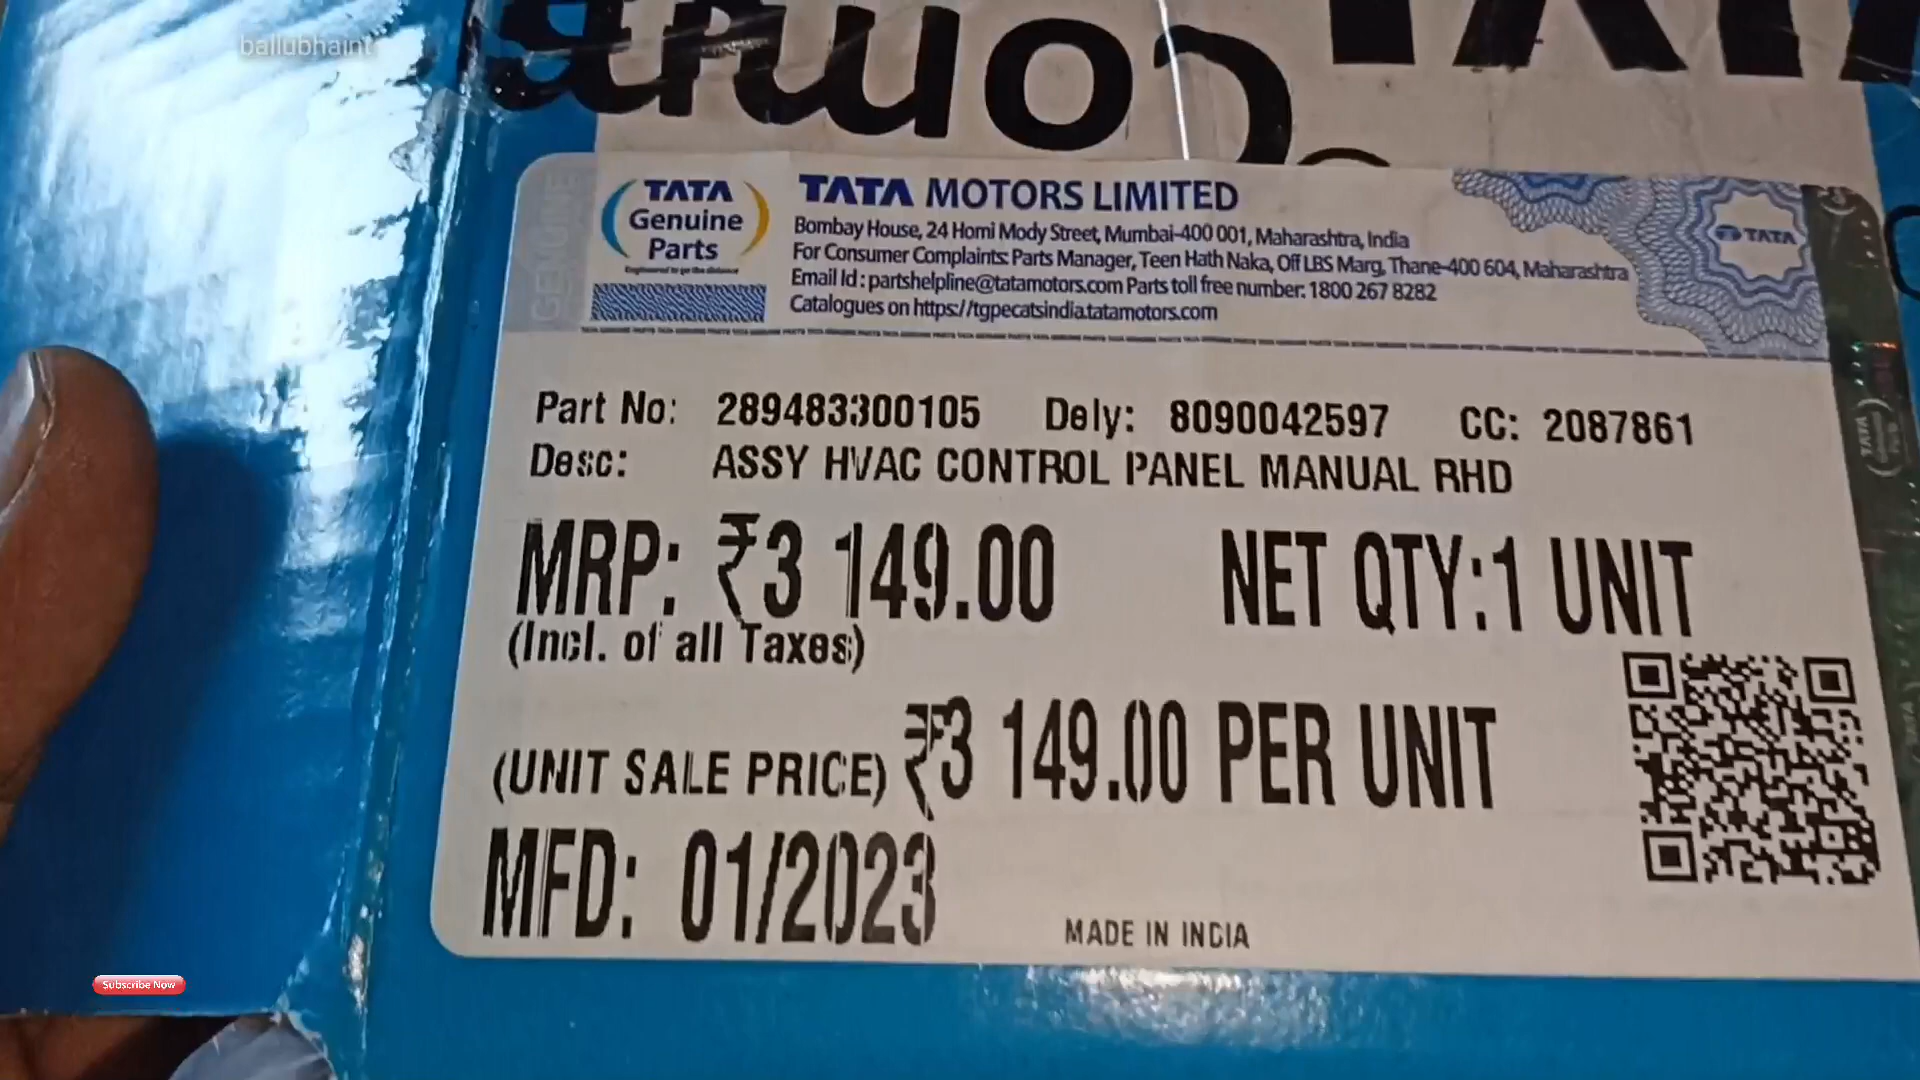 ballubhaint
TATA
Genuine
Parts
Engineered to go the distance
GENUINE
TATA MOTORS LIMITED
Bombay House, 24 Homi Mody Street, Mumbai-400 001, Maharashtra, India
For Consumer Complaints: Parts Manager, Teen Hath Naka, Off LBS Marg, Thane-400 604, Maharashtra
Email Id : partshelpline@tatamotors.com Parts toll free number: 1800 267 8282
Catalogues on https://tgpecatsindia.tatamotors.com
TATA
Part No: 289483300105 Dely: 8090042597 CC: 2087861
Desc: ASSY HVAC CONTROL PANEL MANUAL RHD
MRP: ₹3 149.00 NET QTY:1 UNIT
(Incl. of all Taxes)
(UNIT SALE PRICE) ₹3 149.00 PER UNIT
MFD: 01/2023
MADE IN INDIA
Subscribe Now